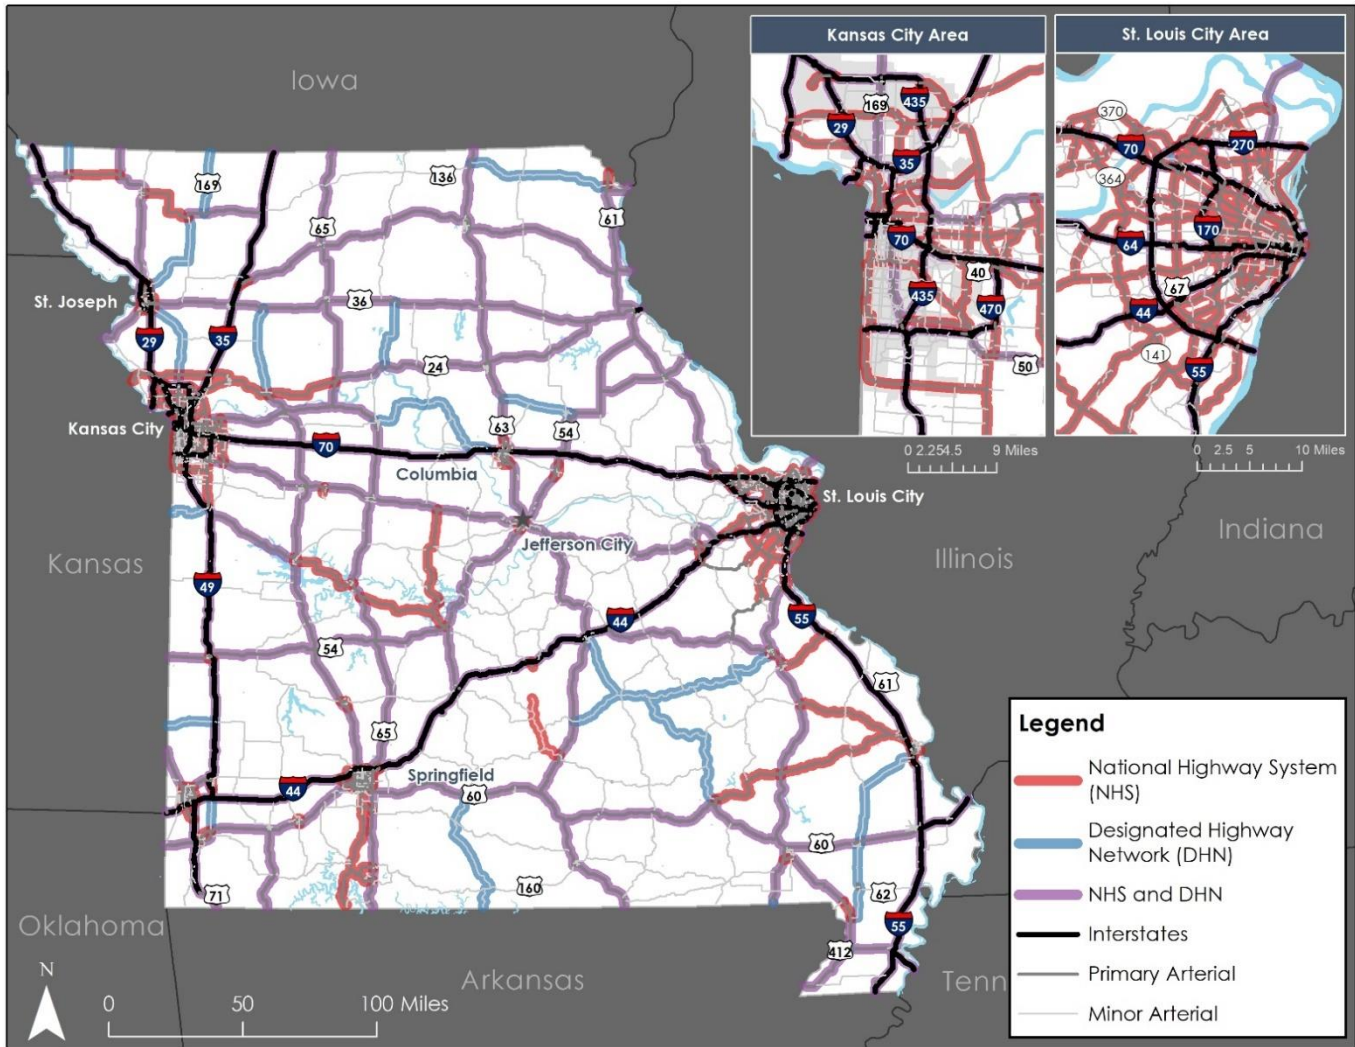 Kansas City Area
St. Louis City Area
Iowa
169
435
29
35
70
435
40
470
50
370
70
270
364
170
64
67
44
141
55
0 2.254.5 9 Miles
0 2.5 5 10 Miles
169
136
65
61
St. Joseph
36
29
35
24
Kansas City
63
54
70
Columbia
St. Louis City
Jefferson City
Kansas
Illinois
Indiana
49
44
55
54
61
65
Springfield
44
60
60
71
160
62
55
412
Oklahoma
Arkansas
Tenn
N
0 50 100 Miles
Legend
National Highway System
(NHS)
Designated Highway
Network (DHN)
NHS and DHN
Interstates
Primary Arterial
Minor Arterial